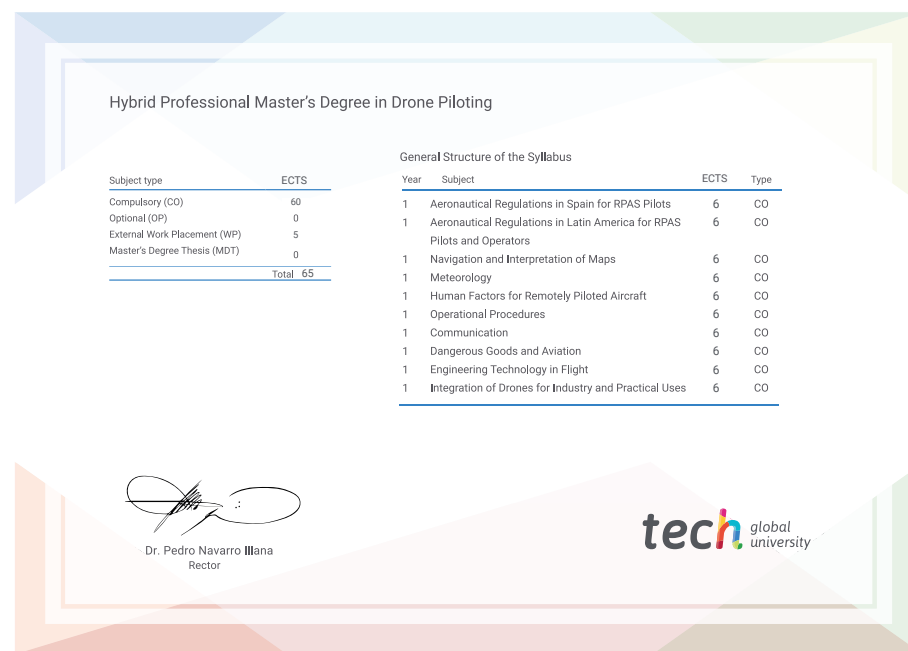 Hybrid Professional Master's Degree in Drone Piloting
Subject type ECTS
Compulsory (CO) 60
Optional (OP) 0
External Work Placement (WP) 5
Master's Degree Thesis (MDT) 0
Total 65
General Structure of the Syllabus
Year Subject ECTS Type
1 Aeronautical Regulations in Spain for RPAS Pilots 6 CO
1 Aeronautical Regulations in Latin America for RPAS 6 CO
Pilots and Operators
1 Navigation and Interpretation of Maps 6 CO
1 Meteorology 6 CO
1 Human Factors for Remotely Piloted Aircraft 6 CO
1 Operational Procedures 6 CO
1 Communication 6 CO
1 Dangerous Goods and Aviation 6 CO
1 Engineering Technology in Flight 6 CO
1 Integration of Drones for Industry and Practical Uses 6 CO
Dr. Pedro Navarro Illana
Rector
tech global
university